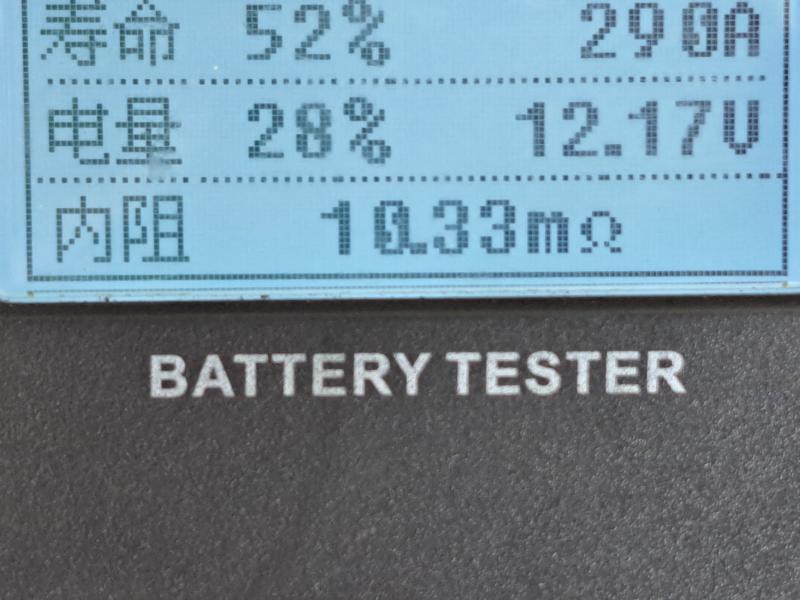 寿命 52% 290A
电量 28% 12.17V
内阻 10.33mΩ
BATTERY TESTER